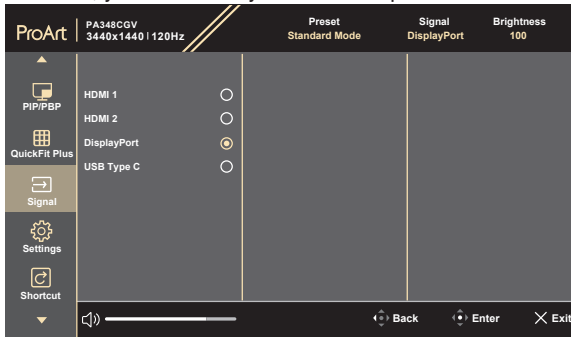 ProArt
PA348CGV
3440x1440 | 120Hz
Preset
Standard Mode
Signal
DisplayPort
Brightness
100
PIP/PBP
QuickFit Plus
Signal
Settings
Shortcut
HDMI 1
HDMI 2
DisplayPort
USB Type C
Back
Enter
Exit